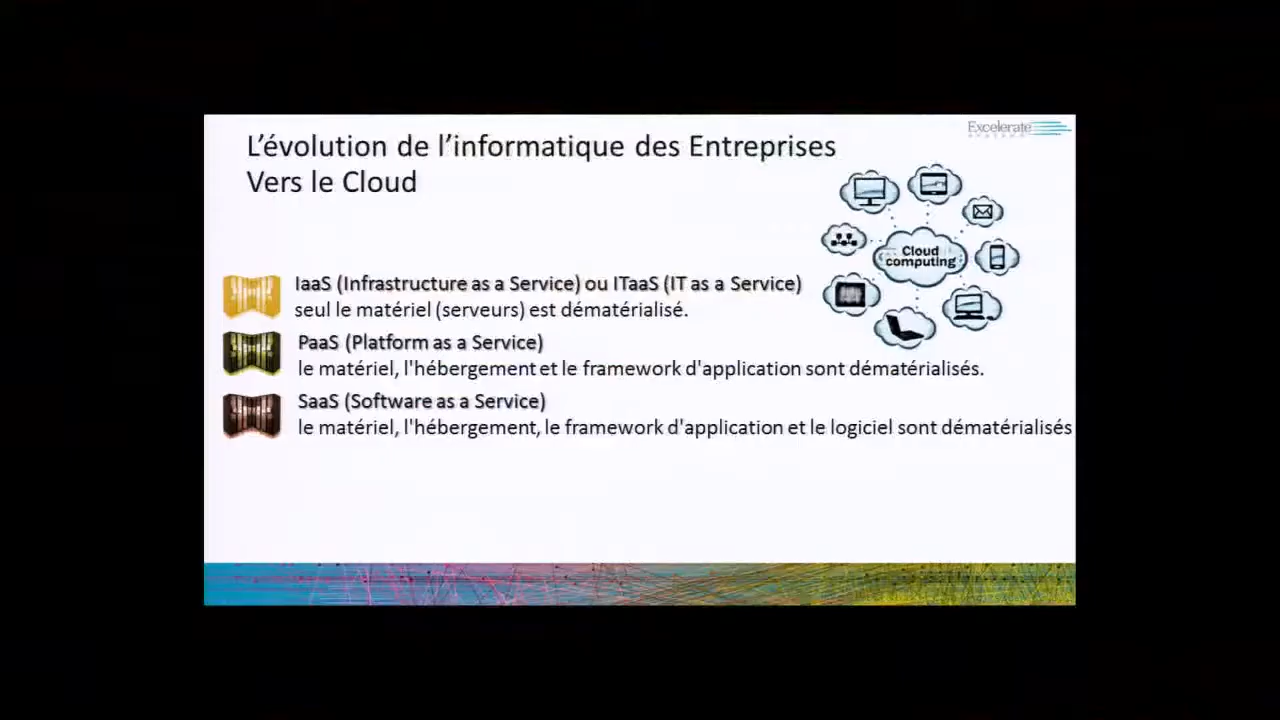 Excelerate
L'évolution de l'informatique des Entreprises
Vers le Cloud
Cloud
computing
IaaS (Infrastructure as a Service) ou ITaaS (IT as a Service)
seul le matériel (serveurs) est dématérialisé.
PaaS (Platform as a Service)
le matériel, l'hébergement et le framework d'application sont dématérialisés.
SaaS (Software as a Service)
le matériel, l'hébergement, le framework d'application et le logiciel sont dématérialisés